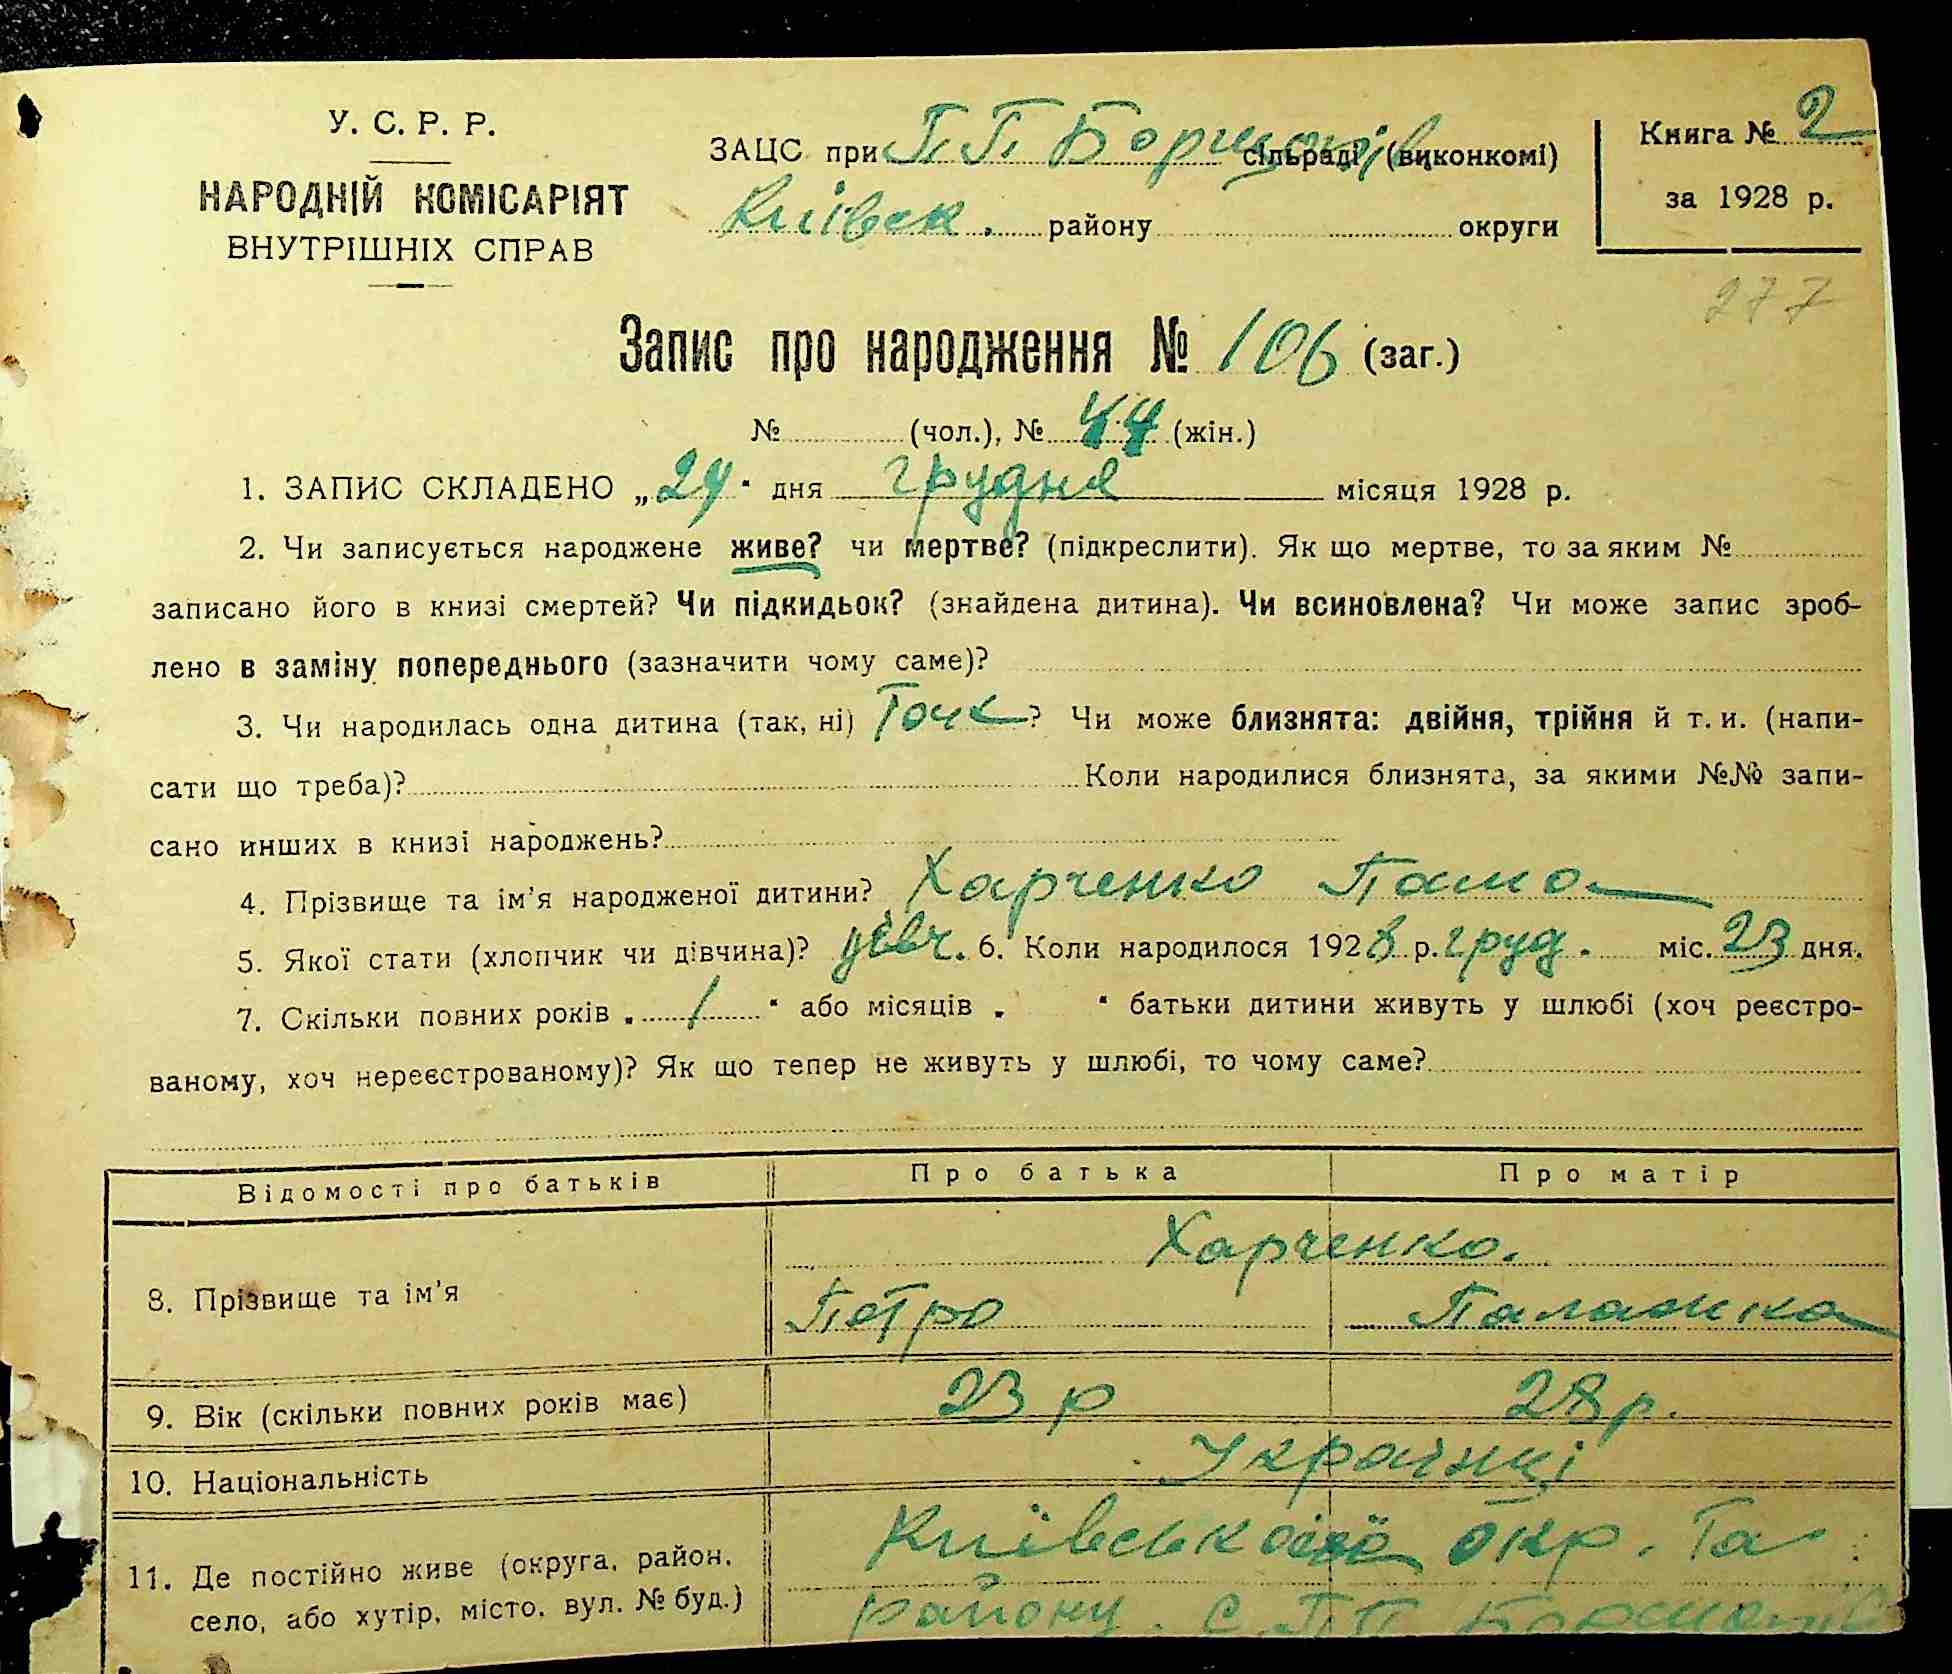 У. С. Р. Р.
НАРОДНІЙ КОМІСАРІЯТ
ВНУТРІШНІХ СПРАВ
ЗАЦС при П. П. Борщагів сільраді (виконкомі)
Київськ. району округи
Книга № 2
за 1928 р.
277
Запис про народження № 106 (заг.)
№ (чол.), № 44 (жін.)
1. ЗАПИС СКЛАДЕНО „24“ дня грудня місяця 1928 р.
2. Чи записується народжене живе? чи мертве? (підкреслити). Як що мертве, то за яким №
записано його в книзі смертей? Чи підкидьок? (знайдена дитина). Чи всиновлена? Чи може запис зроб-
лено в заміну попереднього (зазначити чому саме)?
3. Чи народилась одна дитина (так, ні) ? Чи може близнята: двійня, трійня й т. и. (напи-
сати що треба)? Коли народилися близнята, за якими №№ запи-
сано инших в книзі народжень?
4. Прізвище та ім'я народженої дитини? Харченко
5. Якої стати (хлопчик чи дівчина)? дівч. 6. Коли народилося 1928 р. груд. міс. 23 дня.
7. Скільки повних років „ 1 “ або місяців „ “ батьки дитини живуть у шлюбі (хоч реєстро-
ваному, хоч нереєстрованому)? Як що тепер не живуть у шлюбі, то чому саме?
Відомості про батьків Про батька Про матір
8. Прізвище та ім'я Харченко.
Петро Палажка
9. Вік (скільки повних років має) 23 р 28 р.
10. Національність Українці
11. Де постійно живе (округа, район, село, або хутір, місто, вул. № буд.) Київської окр. Та
району. с. П. П. Борщагів